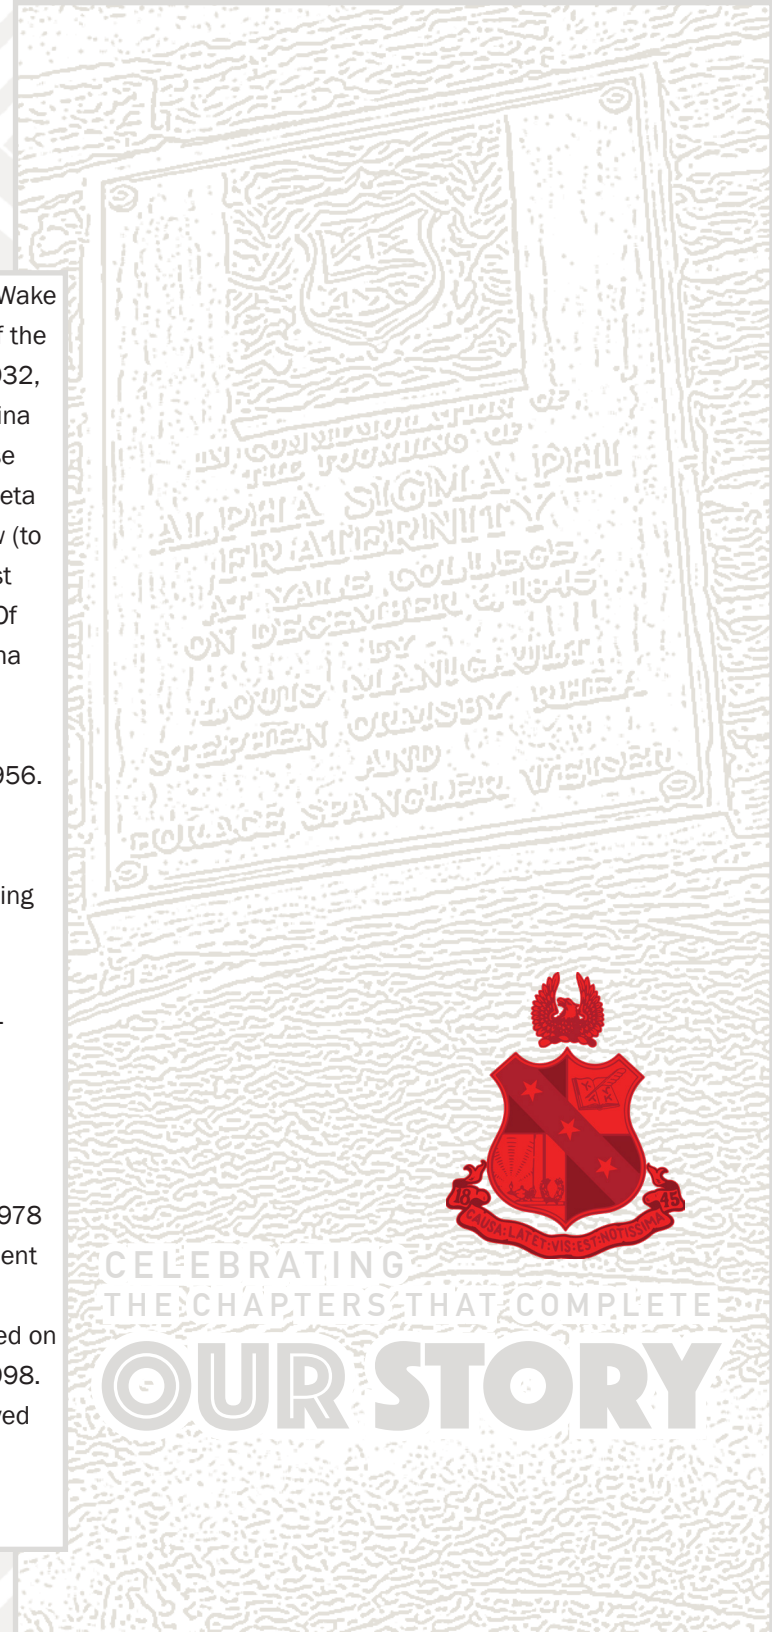 Wake
f the
932,
ina
se
eta
w (to
st
Of
na
956.
ing
-
978
ent
ed on
998.
ved
IN COMMEMORATION OF
THE FOUNDING OF
ALPHA SIGMA PHI
FRATERNITY
AT YALE COLLEGE
ON DECEMBER 6, 1845
BY
LOUIS MANIGAULT
STEPHEN ORMSBY RHEA
AND
HORACE SPANGLER WEISER
18 45
CAUSA·LATET·VIS·EST·NOTISSIMA
CELEBRATING
THE CHAPTERS THAT COMPLETE
OUR STORY